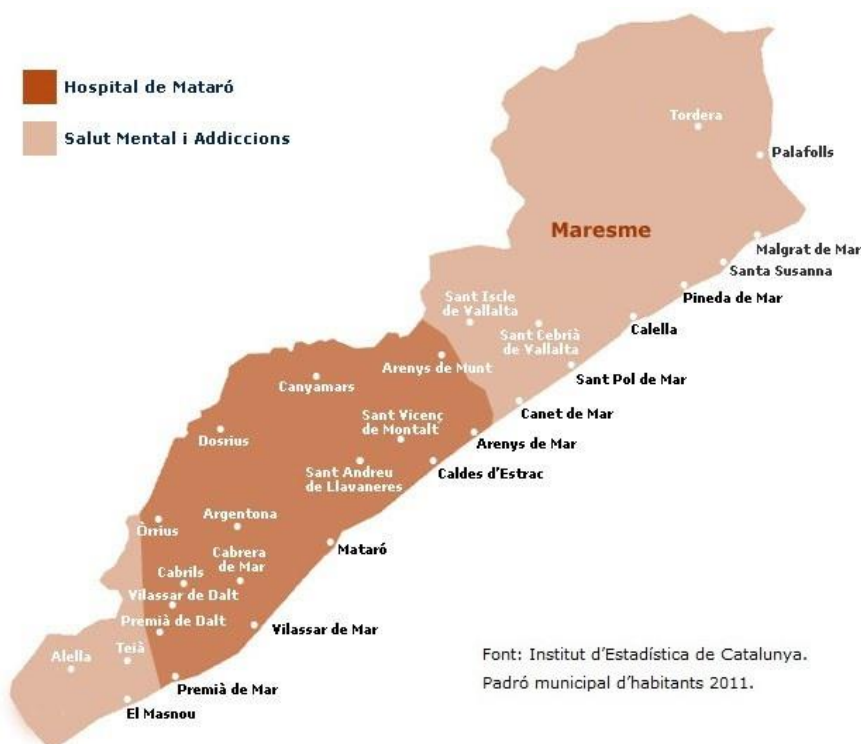 Hospital de Mataró
Salut Mental i Addiccions
Tordera
Palafolls
Maresme
Malgrat de Mar
Santa Susanna
Pineda de Mar
Sant Iscle
de Vallalta
Calella
Sant Cebrià
de Vallalta
Arenys de Munt
Sant Pol de Mar
Canyamars
Canet de Mar
Sant Vicenç
de Montalt
Arenys de Mar
Dosrius
Sant Andreu
de Llavaneres
Caldes d’Estrac
Argentona
Òrrius
Mataró
Cabrera
de Mar
Cabrils
Vilassar de Dalt
Premià de Dalt
Vilassar de Mar
Teià
Alella
Premià de Mar
El Masnou
Font: Institut d’Estadística de Catalunya.
Padró municipal d’habitants 2011.